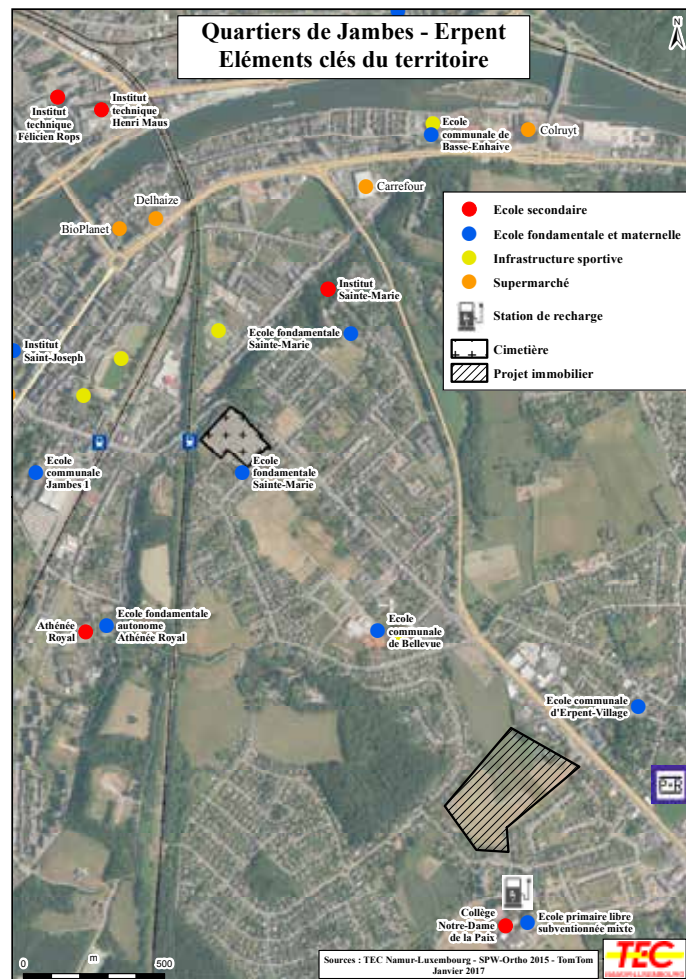 Quartiers de Jambes - Erpent
Eléments clés du territoire
N
Institut
technique
Félicien Rops
Institut
technique
Henri Maus
Ecole
communale de
Basse-Enhaive
Colruyt
Carrefour
Delhaize
BioPlanet
Ecole secondaire
Ecole fondamentale et maternelle
Infrastructure sportive
Supermarché
Station de recharge
Cimetière
Projet immobilier
Institut
Sainte-Marie
Ecole fondamentale
Sainte-Marie
Institut
Saint-Joseph
Ecole
communale
Jambes 1
Ecole
fondamentale
Sainte-Marie
Athénée
Royal
Ecole fondamentale
autonome
Athénée Royal
Ecole
communale
de Bellevue
Ecole communale
d'Erpent-Village
P+R
Collège
Notre-Dame
de la Paix
Ecole primaire libre
subventionnée mixte
0 m 500
Sources : TEC Namur-Luxembourg - SPW-Ortho 2015 - TomTom
Janvier 2017
TEC
NAMUR-LUXEMBOURG